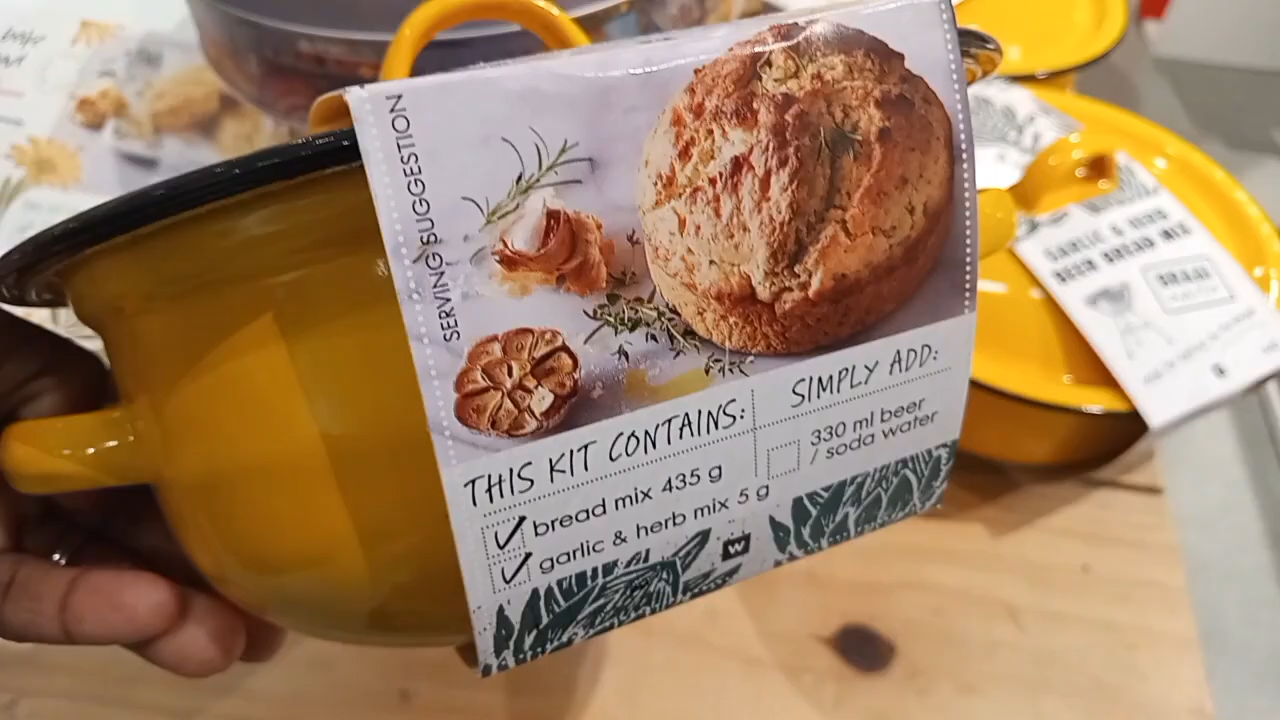 SERVING SUGGESTION
THIS KIT CONTAINS:
bread mix 435 g
garlic & herb mix 5 g
SIMPLY ADD:
330 ml beer
/ soda water
W
GARLIC & HERB
BEER BREAD MIX
BRAAI